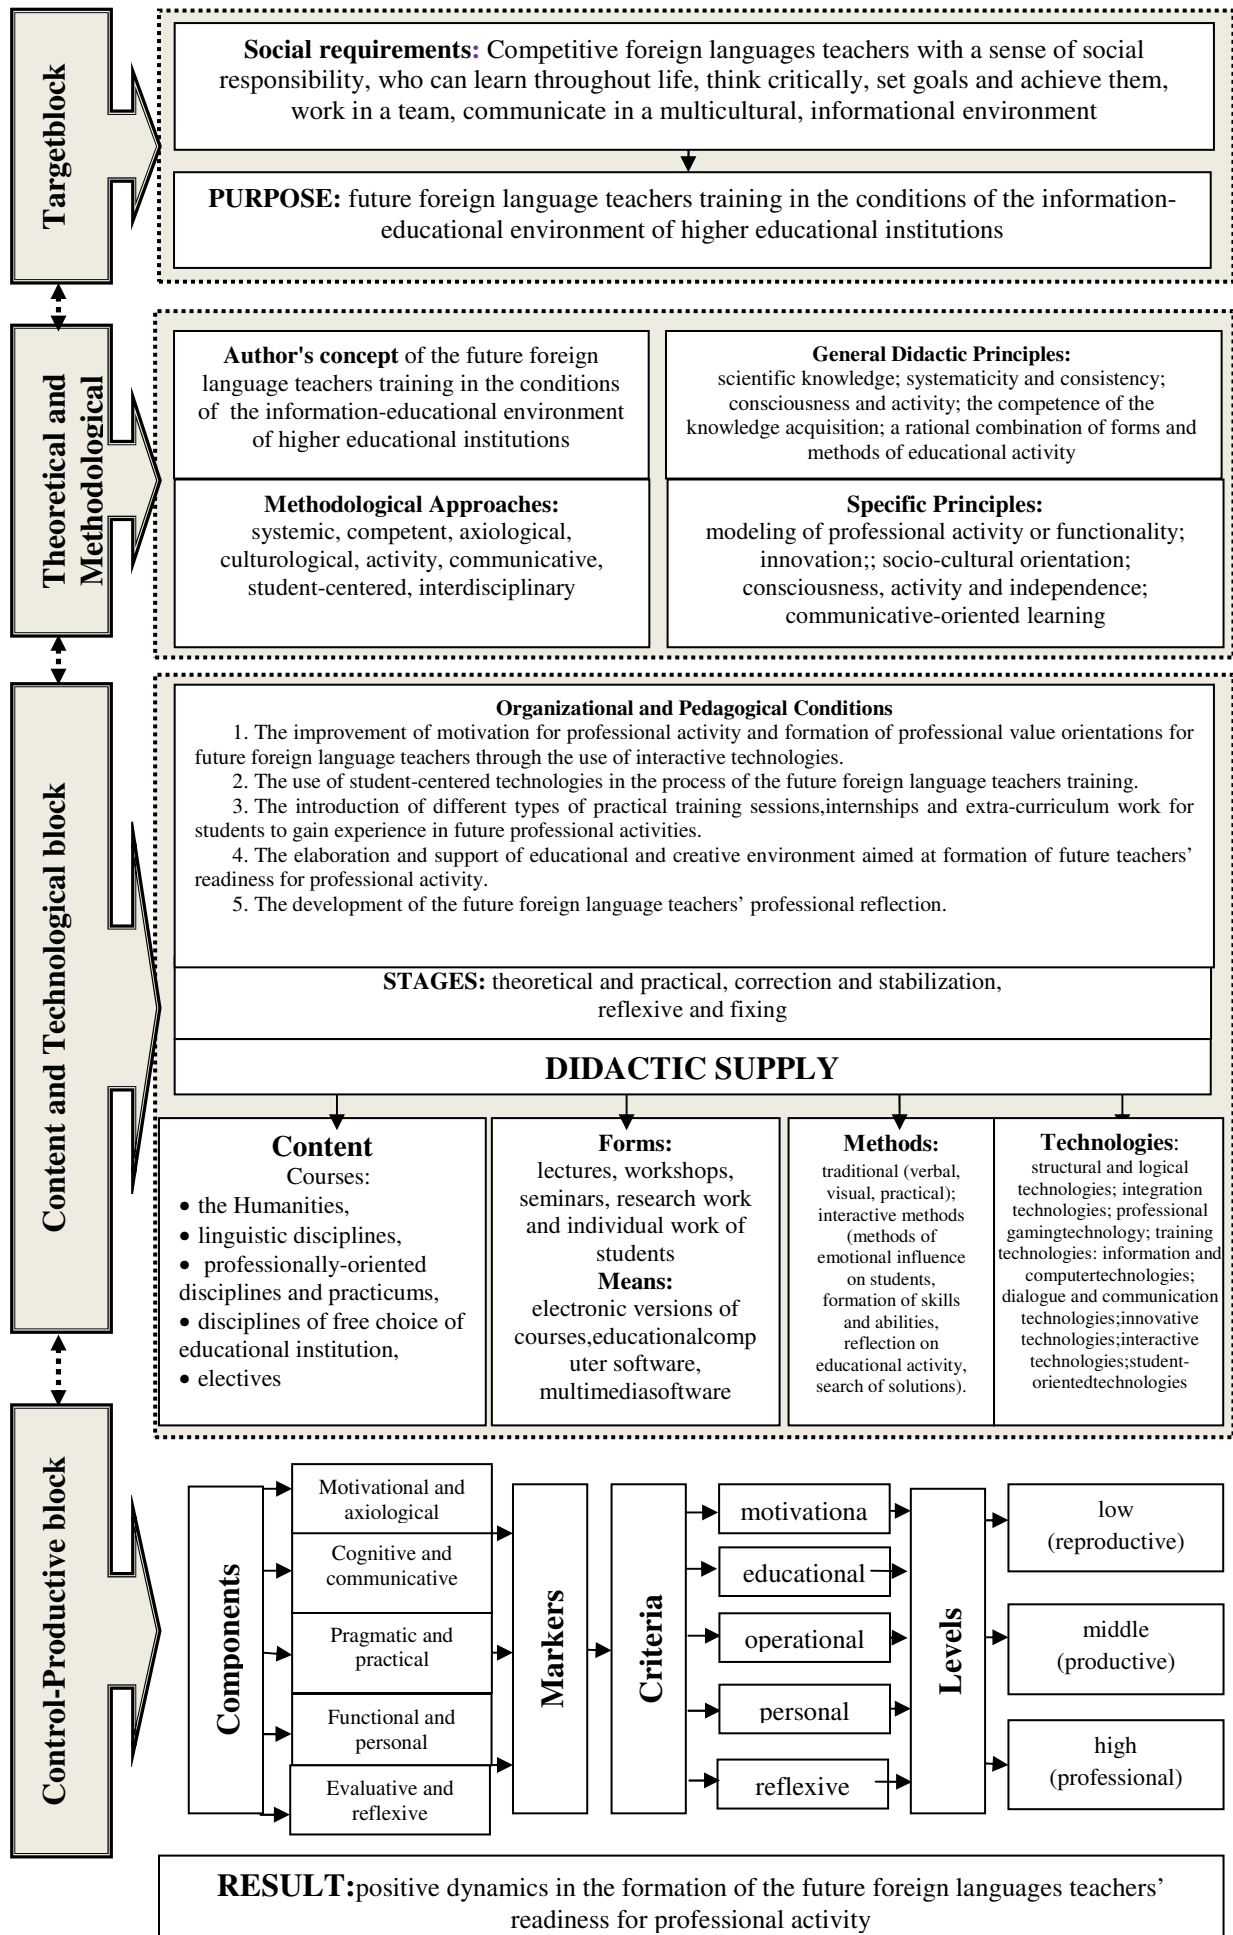 Targetblock
Social requirements: Competitive foreign languages teachers with a sense of social
responsibility, who can learn throughout life, think critically, set goals and achieve them,
work in a team, communicate in a multicultural, informational environment
PURPOSE: future foreign language teachers training in the conditions of the information-
educational environment of higher educational institutions
Theoretical and
Methodological
Author's concept of the future foreign
language teachers training in the conditions
of the information-educational environment
of higher educational institutions
General Didactic Principles:
scientific knowledge; systematicity and consistency;
consciousness and activity; the competence of the
knowledge acquisition; a rational combination of forms and
methods of educational activity
Methodological Approaches:
systemic, competent, axiological,
culturological, activity, communicative,
student-centered, interdisciplinary
Specific Principles:
modeling of professional activity or functionality;
innovation;; socio-cultural orientation;
consciousness, activity and independence;
communicative-oriented learning
Content and Technological block
Organizational and Pedagogical Conditions
1. The improvement of motivation for professional activity and formation of professional value orientations for
future foreign language teachers through the use of interactive technologies.
2. The use of student-centered technologies in the process of the future foreign language teachers training.
3. The introduction of different types of practical training sessions,internships and extra-curriculum work for
students to gain experience in future professional activities.
4. The elaboration and support of educational and creative environment aimed at formation of future teachers’
readiness for professional activity.
5. The development of the future foreign language teachers’ professional reflection.
STAGES: theoretical and practical, correction and stabilization,
reflexive and fixing
DIDACTIC SUPPLY
Content
Courses:
• the Humanities,
• linguistic disciplines,
• professionally-oriented
disciplines and practicums,
• disciplines of free choice of
educational institution,
• electives
Forms:
lectures, workshops,
seminars, research work
and individual work of
students
Means:
electronic versions of
courses,educationalcomp
uter software,
multimediasoftware
Methods:
traditional (verbal,
visual, practical);
interactive methods
(methods of
emotional influence
on students,
formation of skills
and abilities,
reflection on
educational activity,
search of solutions).
Technologies:
structural and logical
technologies; integration
technologies; professional
gamingtechnology; training
technologies: information and
computertechnologies;
dialogue and communication
technologies;innovative
technologies;interactive
technologies;student-
orientedtechnologies
Control-Productive block
Components
Motivational and
axiological
Cognitive and
communicative
Pragmatic and
practical
Functional and
personal
Evaluative and
reflexive
Markers
Criteria
motivationa
educational
operational
personal
reflexive
Levels
low
(reproductive)
middle
(productive)
high
(professional)
RESULT:positive dynamics in the formation of the future foreign languages teachers’
readiness for professional activity